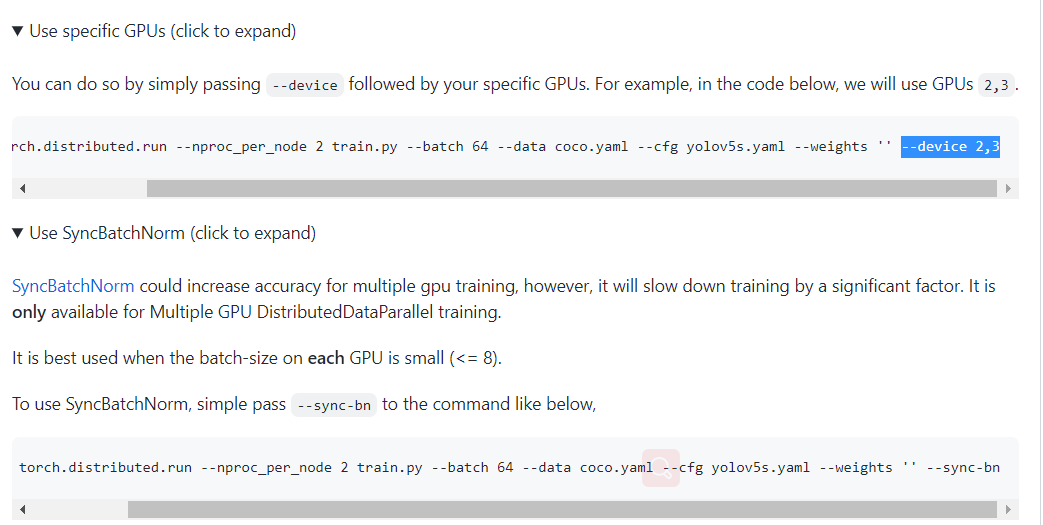 ▼ Use specific GPUs (click to expand)
You can do so by simply passing --device followed by your specific GPUs. For example, in the code below, we will use GPUs 2,3 .
rch.distributed.run --nproc_per_node 2 train.py --batch 64 --data coco.yaml --cfg yolov5s.yaml --weights '' --device 2,3
▼ Use SyncBatchNorm (click to expand)
SyncBatchNorm could increase accuracy for multiple gpu training, however, it will slow down training by a significant factor. It is
only available for Multiple GPU DistributedDataParallel training.
It is best used when the batch-size on each GPU is small (<= 8).
To use SyncBatchNorm, simple pass --sync-bn to the command like below,
torch.distributed.run --nproc_per_node 2 train.py --batch 64 --data coco.yaml --cfg yolov5s.yaml --weights '' --sync-bn